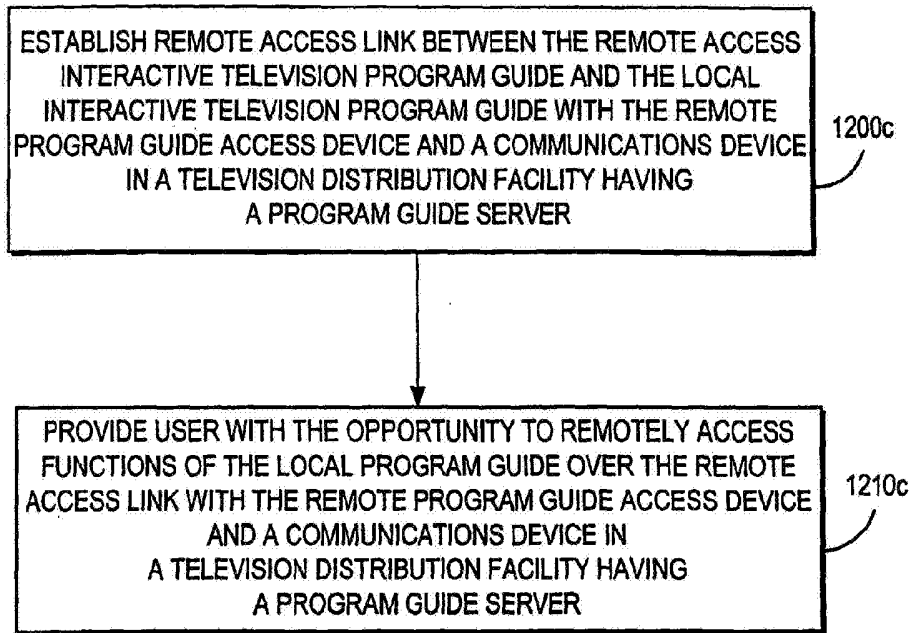 ESTABLISH REMOTE ACCESS LINK BETWEEN THE REMOTE ACCESS
INTERACTIVE TELEVISION PROGRAM GUIDE AND THE LOCAL
INTERACTIVE TELEVISION PROGRAM GUIDE WITH THE REMOTE
PROGRAM GUIDE ACCESS DEVICE AND A COMMUNICATIONS DEVICE
IN A TELEVISION DISTRIBUTION FACILITY HAVING
A PROGRAM GUIDE SERVER
1200c
PROVIDE USER WITH THE OPPORTUNITY TO REMOTELY ACCESS
FUNCTIONS OF THE LOCAL PROGRAM GUIDE OVER THE REMOTE
ACCESS LINK WITH THE REMOTE PROGRAM GUIDE ACCESS DEVICE
AND A COMMUNICATIONS DEVICE IN
A TELEVISION DISTRIBUTION FACILITY HAVING
A PROGRAM GUIDE SERVER
1210c